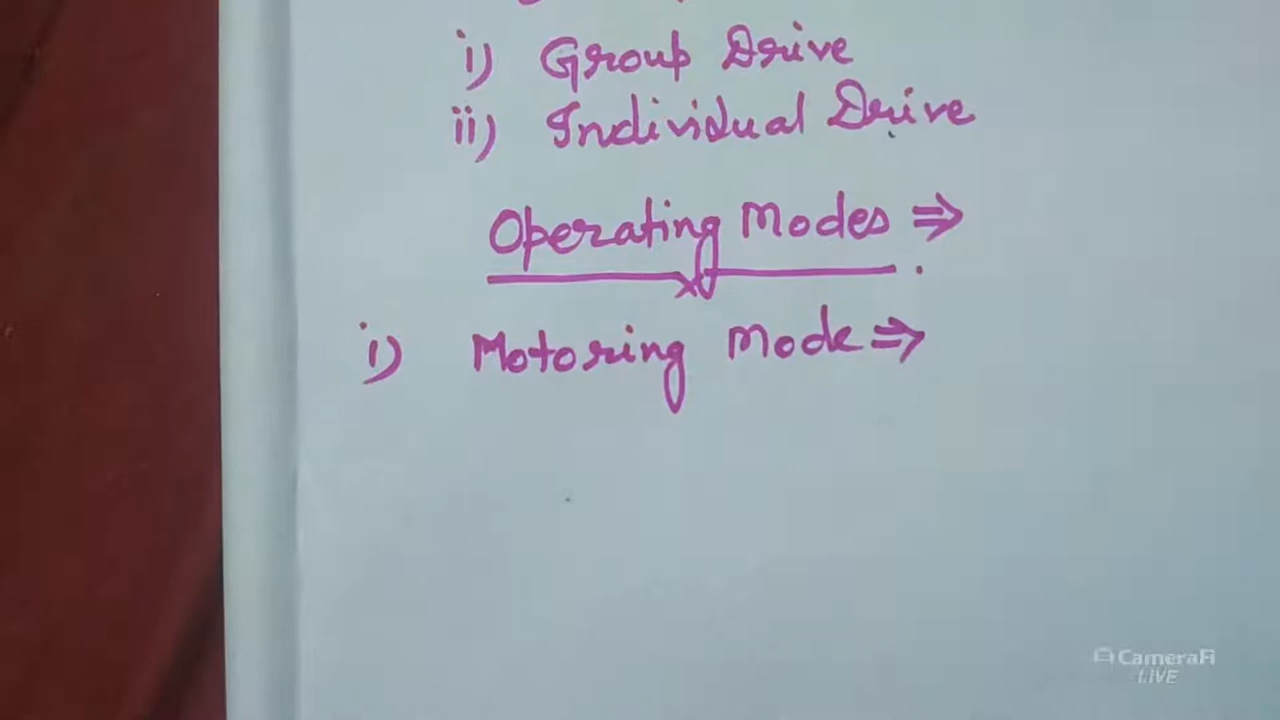 i) Group Drive
ii) Individual Drive
Operating Modes ⇒
i) Motoring Mode ⇒
CameraFi
LIVE